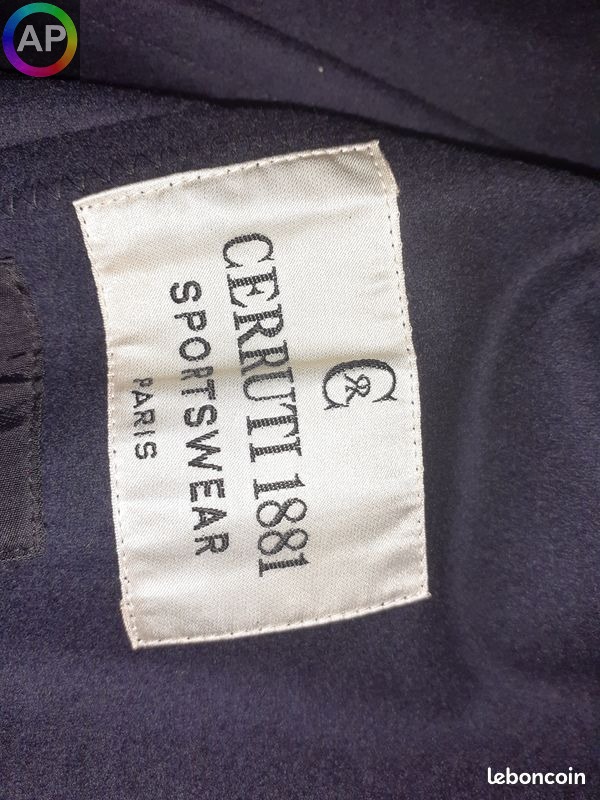 AP
CR
CERRUTI 1881
SPORTSWEAR
PARIS
leboncoin